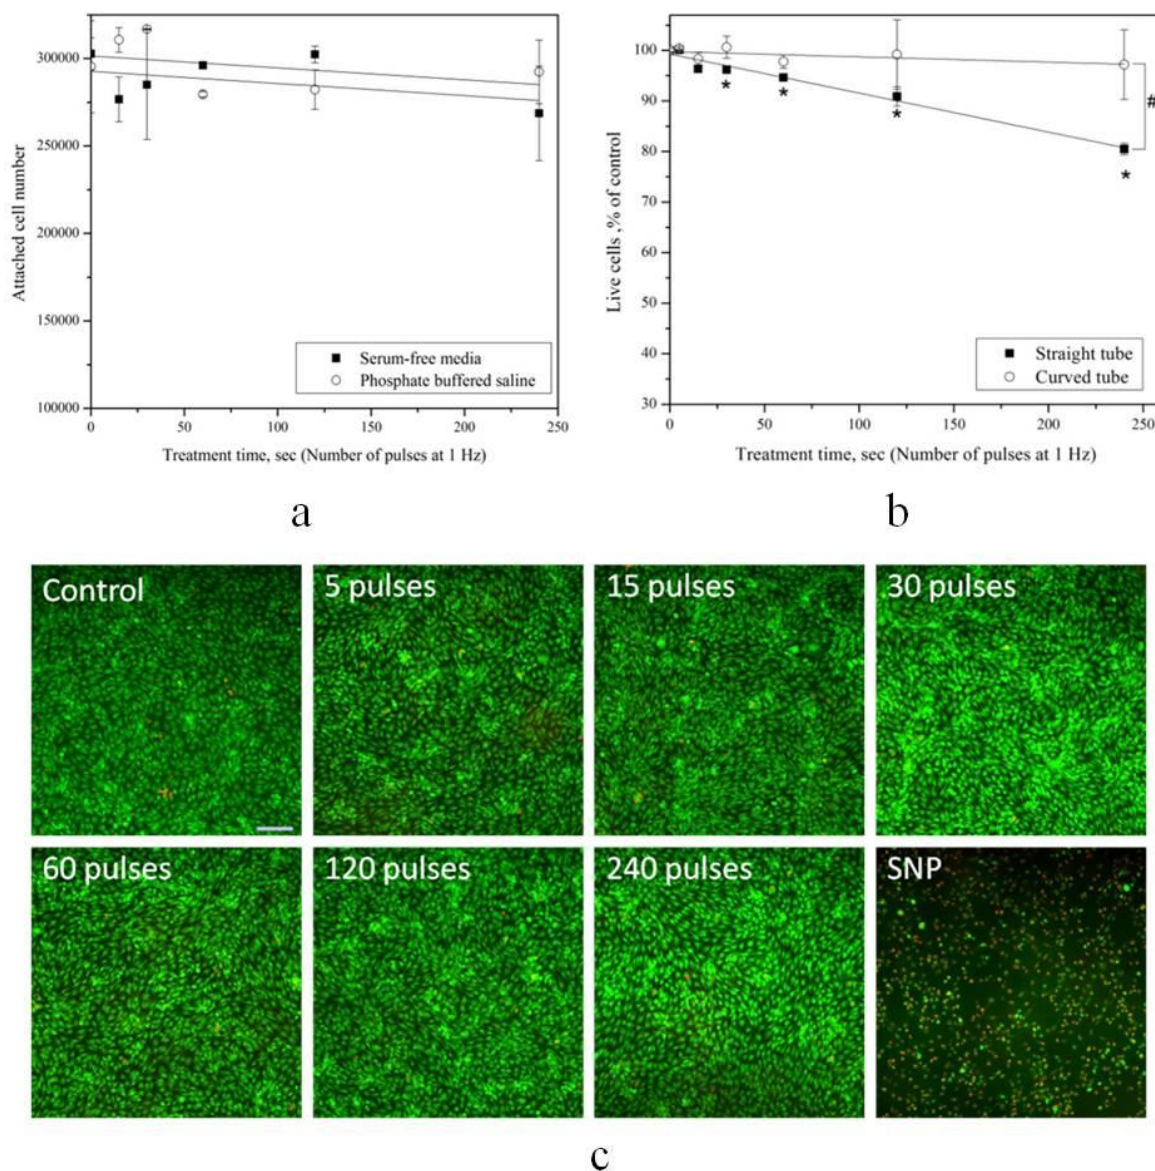 300000
250000
200000
150000
100000
Attached cell number
Serum-free media
Phosphate buffered saline
0 50 100 150 200 250
Treatment time, sec (Number of pulses at 1 Hz)
a
100
90
80
70
60
50
40
30
Live cells ,% of control
* * * *
#
Straight tube
Curved tube
0 50 100 150 200 250
Treatment time, sec (Number of pulses at 1 Hz)
b
Control 5 pulses 15 pulses 30 pulses
60 pulses 120 pulses 240 pulses SNP
c